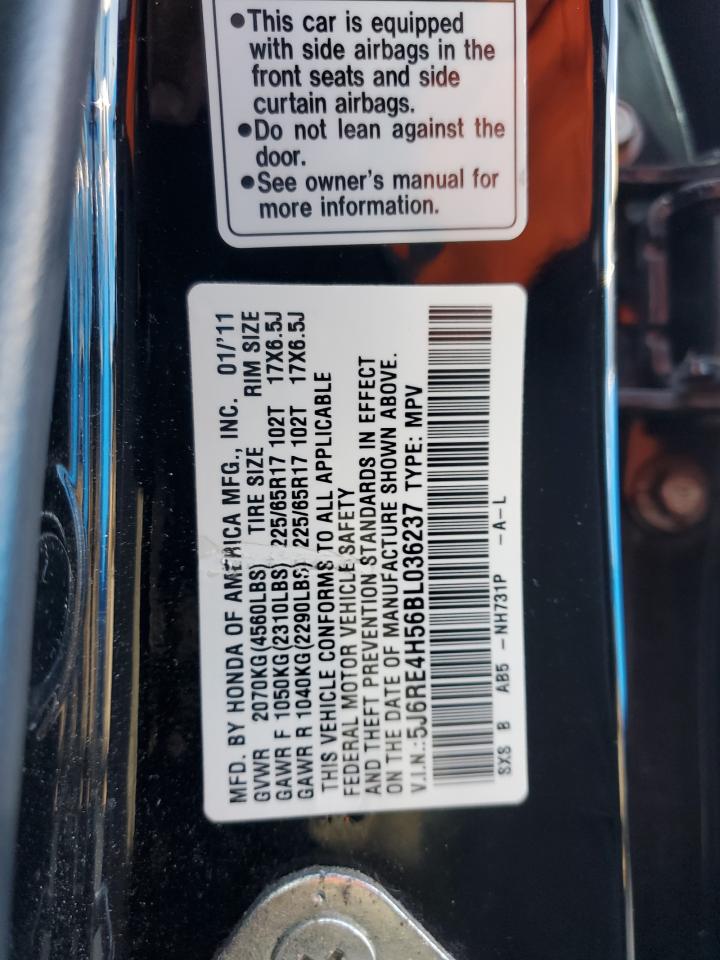 •This car is equipped
with side airbags in the
front seats and side
curtain airbags.
•Do not lean against the
door.
•See owner's manual for
more information.
MFD. BY HONDA OF AMERICA MFG., INC. 01/'11
GVWR 2070KG(4560LBS) TIRE SIZE RIM SIZE
GAWR F 1050KG(2310LBS) 225/65R17 102T 17X6.5J
GAWR R 1040KG(2290LBS) 225/65R17 102T 17X6.5J
THIS VEHICLE CONFORMS TO ALL APPLICABLE
FEDERAL MOTOR VEHICLE SAFETY
AND THEFT PREVENTION STANDARDS IN EFFECT
ON THE DATE OF MANUFACTURE SHOWN ABOVE.
V.I.N.:5J6RE4H56BL036237 TYPE: MPV
SXS B AB5 -NH731P -A-L